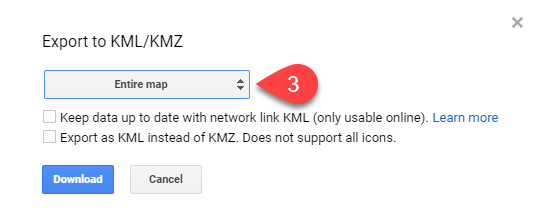 Export to KML/KMZ
Entire map
3
Keep data up to date with network link KML (only usable online). Learn more
Export as KML instead of KMZ. Does not support all icons.
Download Cancel